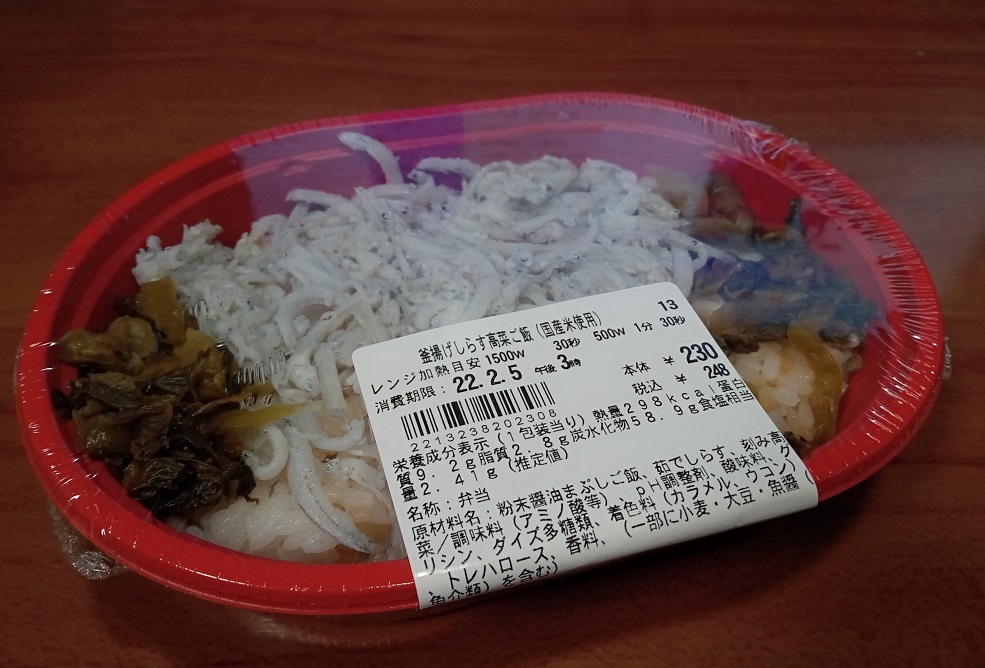 13
釜揚げしらす高菜ご飯(国産米使用)
レンジ加熱目安 1500W 30秒 500W 1分 30秒
消費期限: 22.2.5 午後 3時
本体 ¥ 230
税込 ¥ 248
2213238202308
栄養成分表示(1包装当り)熱量298kcal蛋白
質9.2g脂質2.8g炭水化物58.9g食塩相当
量2.41g(推定値)
名称:弁当
原材料名:粉末醤油まぶしご飯、茹でしらす、刻み高
菜/調味料(アミノ酸等)、pH調整剤、酸味料、グ
リシン、ダイズ多糖類、着色料(カラメル、ウコン)
、トレハロース、香料、(一部に小麦・大豆・魚醤(
魚介類)を含む)